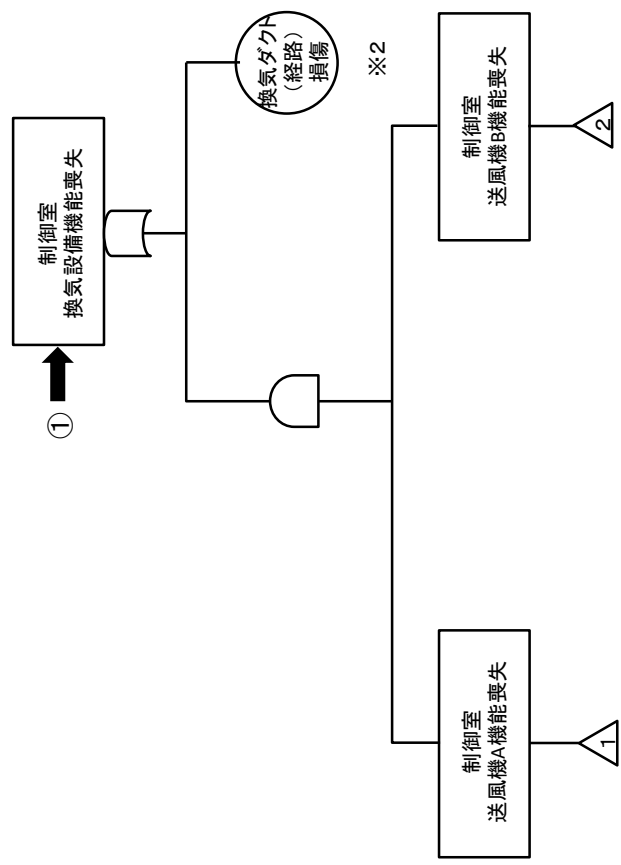 ①
制御室
換気設備機能喪失
換気ダクト
(経路)
損傷
※2
制御室
送風機A機能喪失
制御室
送風機B機能喪失
1
2